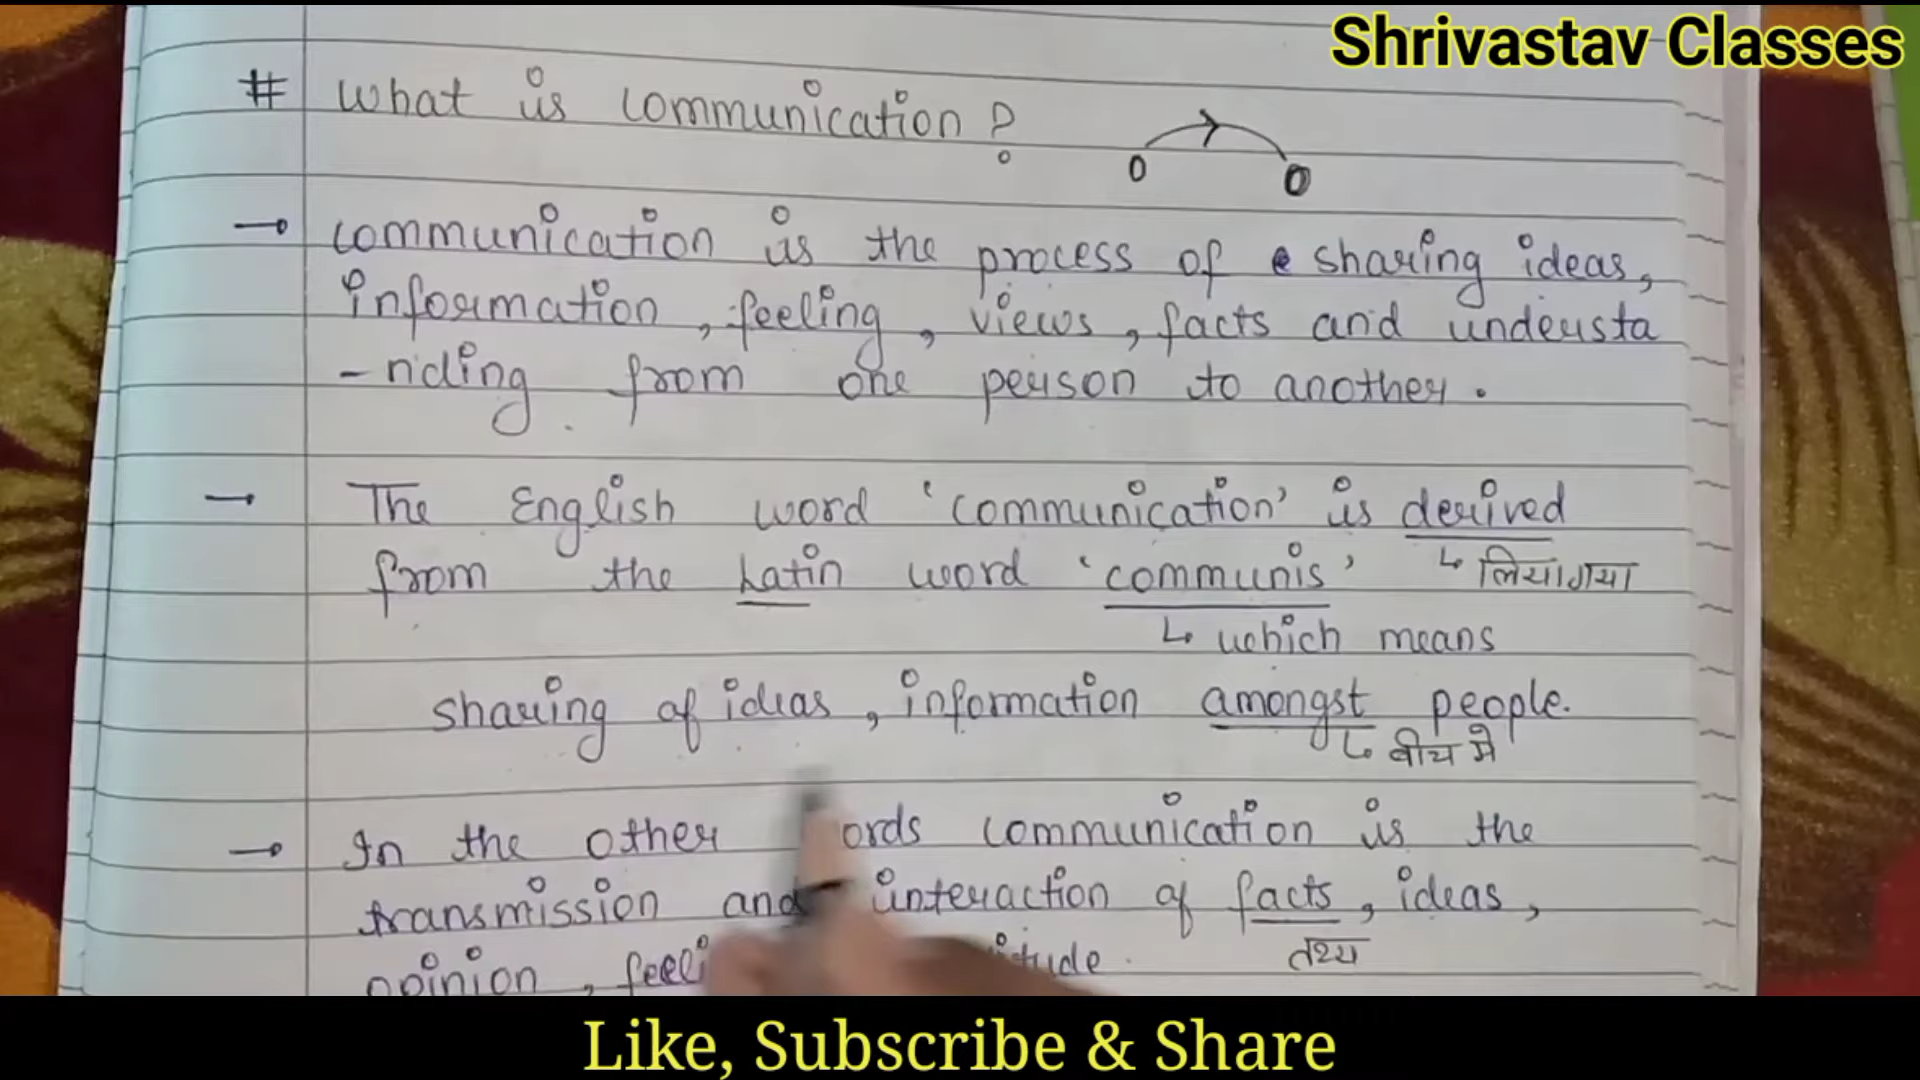 Shrivastav Classes
# What is communication?
→ communication is the process of sharing ideas,
information, feeling, views, facts and understa
-nding from one person to another.
→ The English word 'communication' is derived
from the Latin word 'communis' ↳ लियागया
↳ which means
sharing of ideas, information amongst people.
↳ बीच मे
→ In the other communication is the
transmission and interaction of facts, ideas,
opinion, तथ्य
Like, Subscribe & Share